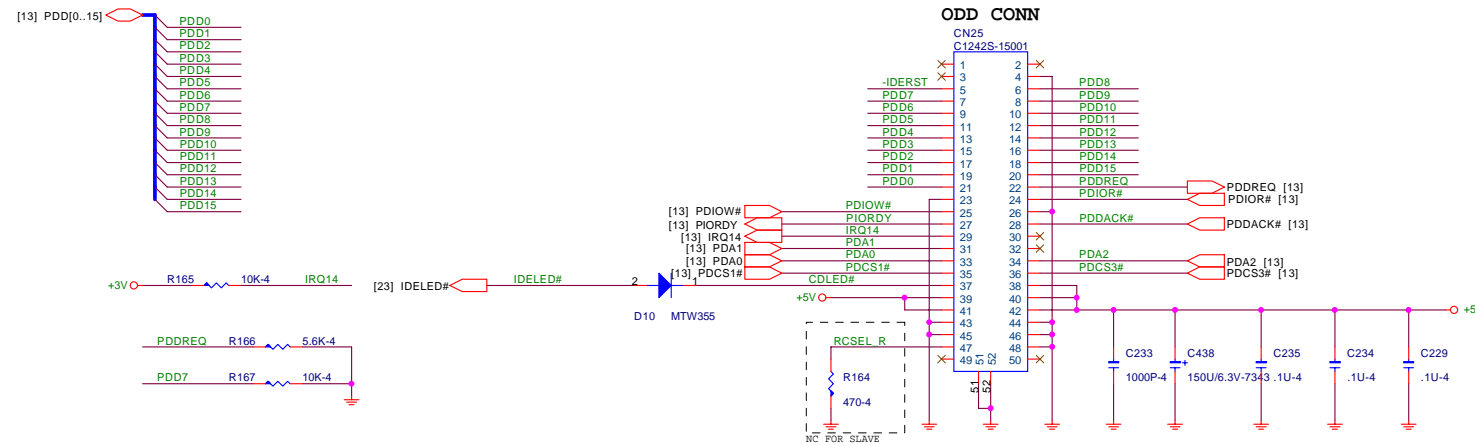 ODD CONN
CN25
C1242S-15001
[13] PDD[0..15]
PDD0
PDD1
PDD2
PDD3
PDD4
PDD5
PDD6
PDD7
PDD8
PDD9
PDD10
PDD11
PDD12
PDD13
PDD14
PDD15
1 2
3 4
-IDERST 5 6 PDD8
PDD7 7 8 PDD9
PDD6 9 10 PDD10
PDD5 11 12 PDD11
PDD4 13 14 PDD12
PDD3 15 16 PDD13
PDD2 17 18 PDD14
PDD1 19 20 PDD15
PDD0 21 22 PDDREQ PDDREQ [13]
23 24 PDIOR# PDIOR# [13]
[13] PDIOW# PDIOW# 25 26
[13] PIORDY PIORDY 27 28 PDDACK# PDDACK# [13]
[13] IRQ14 IRQ14 29 30
[13] PDA1 PDA1 31 32
[13] PDA0 PDA0 33 34 PDA2 PDA2 [13]
[13] PDCS1# PDCS1# 35 36 PDCS3# PDCS3# [13]
CDLED# 37 38
+5V 39 40
41 42 +5
43 44
45 46
RCSEL_R 47 48
49 51 52 50
51 52
+3V R165 10K-4 IRQ14
[23] IDELED# IDELED# 2 1
D10 MTW355
PDDREQ R166 5.6K-4
PDD7 R167 10K-4
R164
470-4
NC FOR SLAVE
C233
1000P-4
C438
+
150U/6.3V-7343
C235
.1U-4
C234
.1U-4
C229
.1U-4